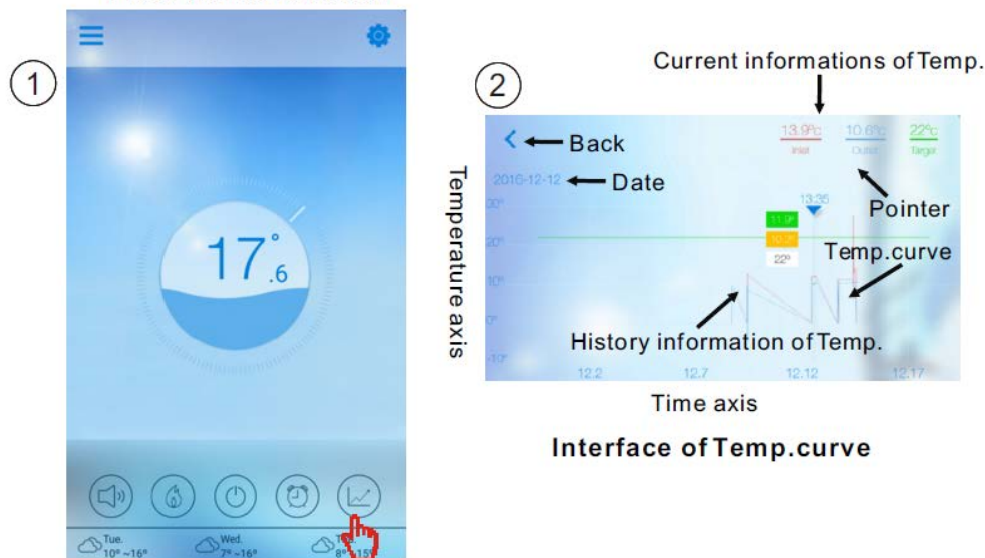 1
17°.6
Tue.
10° ~16°
Wed.
7° ~16°
8° ~15°
2
Current informations of Temp.
Back
13.9°c
10.6°c
22°c
Inlet
Outlet
Target
2016-12-12
Date
Pointer
13:35
30°
11.9°
10.2°
20°
22°
Temp.curve
10°
0°
History information of Temp.
-10°
12.2
12.7
12.12
12.17
Temperature axis
Time axis
Interface of Temp.curve